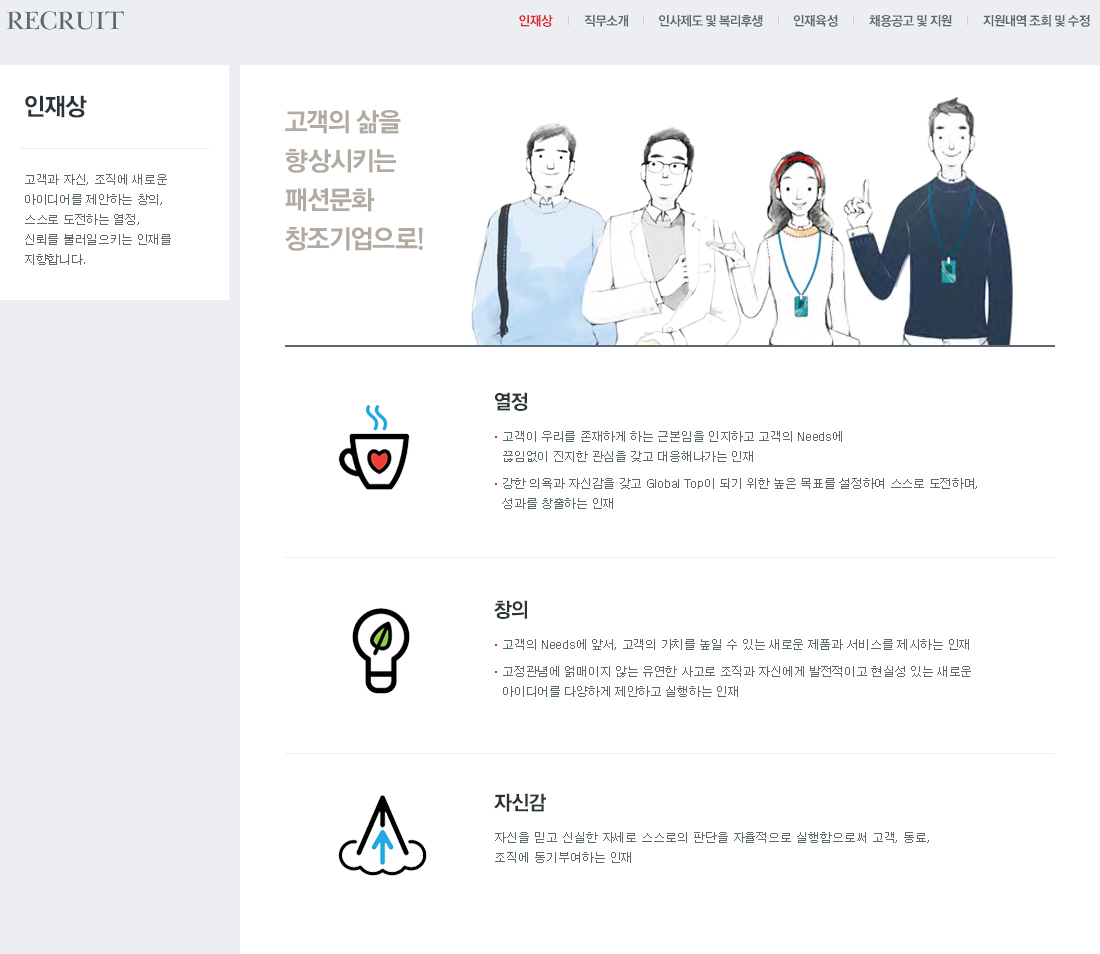 RECRUIT
인재상
직무소개
인사제도 및 복리후생
인재육성
채용공고 및 지원
지원내역 조회 및 수정
인재상
고객과 자신, 조직에 새로운
아이디어를 제안하는 창의,
스스로 도전하는 열정,
신뢰를 불러일으키는 인재를
지향합니다.
고객의 삶을
향상시키는
패션문화
창조기업으로!
열정
고객이 우리를 존재하게 하는 근본임을 인지하고 고객의 Needs에
끊임없이 진지한 관심을 갖고 대응해나가는 인재
강한 의욕과 자신감을 갖고 Global Top이 되기 위한 높은 목표를 설정하여 스스로 도전하며,
성과를 창출하는 인재
창의
고객의 Needs에 앞서, 고객의 가치를 높일 수 있는 새로운 제품과 서비스를 제시하는 인재
고정관념에 얽매이지 않는 유연한 사고로 조직과 자신에게 발전적이고 현실성 있는 새로운
아이디어를 다양하게 제안하고 실행하는 인재
자신감
자신을 믿고 신실한 자세로 스스로의 판단을 자율적으로 실행함으로써 고객, 동료,
조직에 동기부여하는 인재